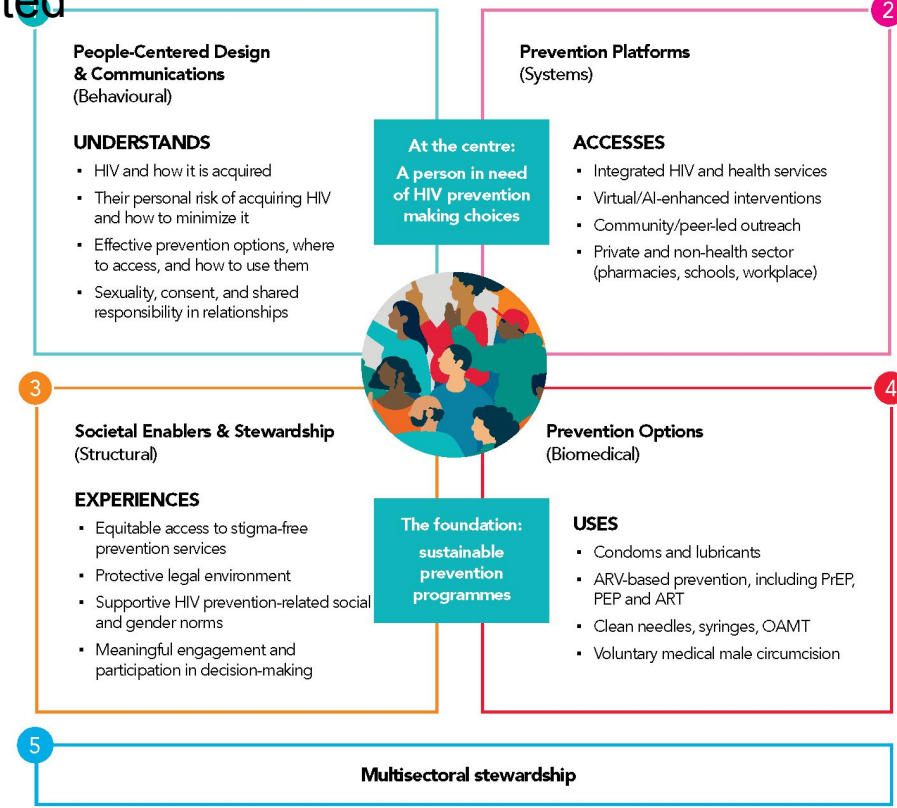 ted
2
People-Centered Design
& Communications
(Behavioural)
UNDERSTANDS
▪ HIV and how it is acquired
▪ Their personal risk of acquiring HIV
and how to minimize it
▪ Effective prevention options, where
to access, and how to use them
▪ Sexuality, consent, and shared
responsibility in relationships
At the centre:
A person in need
of HIV prevention
making choices
Prevention Platforms
(Systems)
ACCESSES
▪ Integrated HIV and health services
▪ Virtual/AI-enhanced interventions
▪ Community/peer-led outreach
▪ Private and non-health sector
(pharmacies, schools, workplace)
3
Societal Enablers & Stewardship
(Structural)
EXPERIENCES
▪ Equitable access to stigma-free
prevention services
▪ Protective legal environment
▪ Supportive HIV prevention-related social
and gender norms
▪ Meaningful engagement and
participation in decision-making
The foundation:
sustainable
prevention
programmes
4
Prevention Options
(Biomedical)
USES
▪ Condoms and lubricants
▪ ARV-based prevention, including PrEP,
PEP and ART
▪ Clean needles, syringes, OAMT
▪ Voluntary medical male circumcision
5
Multisectoral stewardship